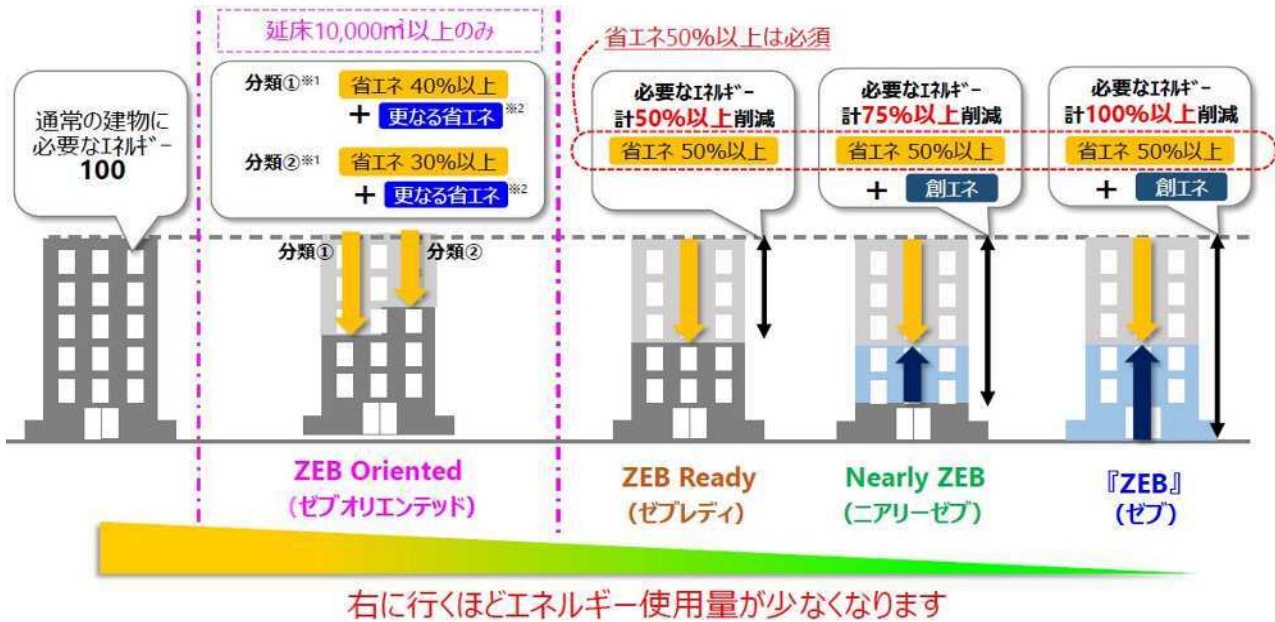 延床10,000㎡以上のみ
省エネ50%以上は必須
通常の建物に
必要なエネルギー
100
分類①※1 省エネ 40%以上
+ 更なる省エネ※2
分類②※1 省エネ 30%以上
+ 更なる省エネ※2
必要なエネルギー
計50%以上削減
省エネ 50%以上
必要なエネルギー
計75%以上削減
省エネ 50%以上
+ 創エネ
必要なエネルギー
計100%以上削減
省エネ 50%以上
+ 創エネ
分類①
分類②
ZEB Oriented
(ゼブオリエンテッド)
ZEB Ready
(ゼブレディ)
Nearly ZEB
(ニアリーゼブ)
『ZEB』
(ゼブ)
右に行くほどエネルギー使用量が少なくなります